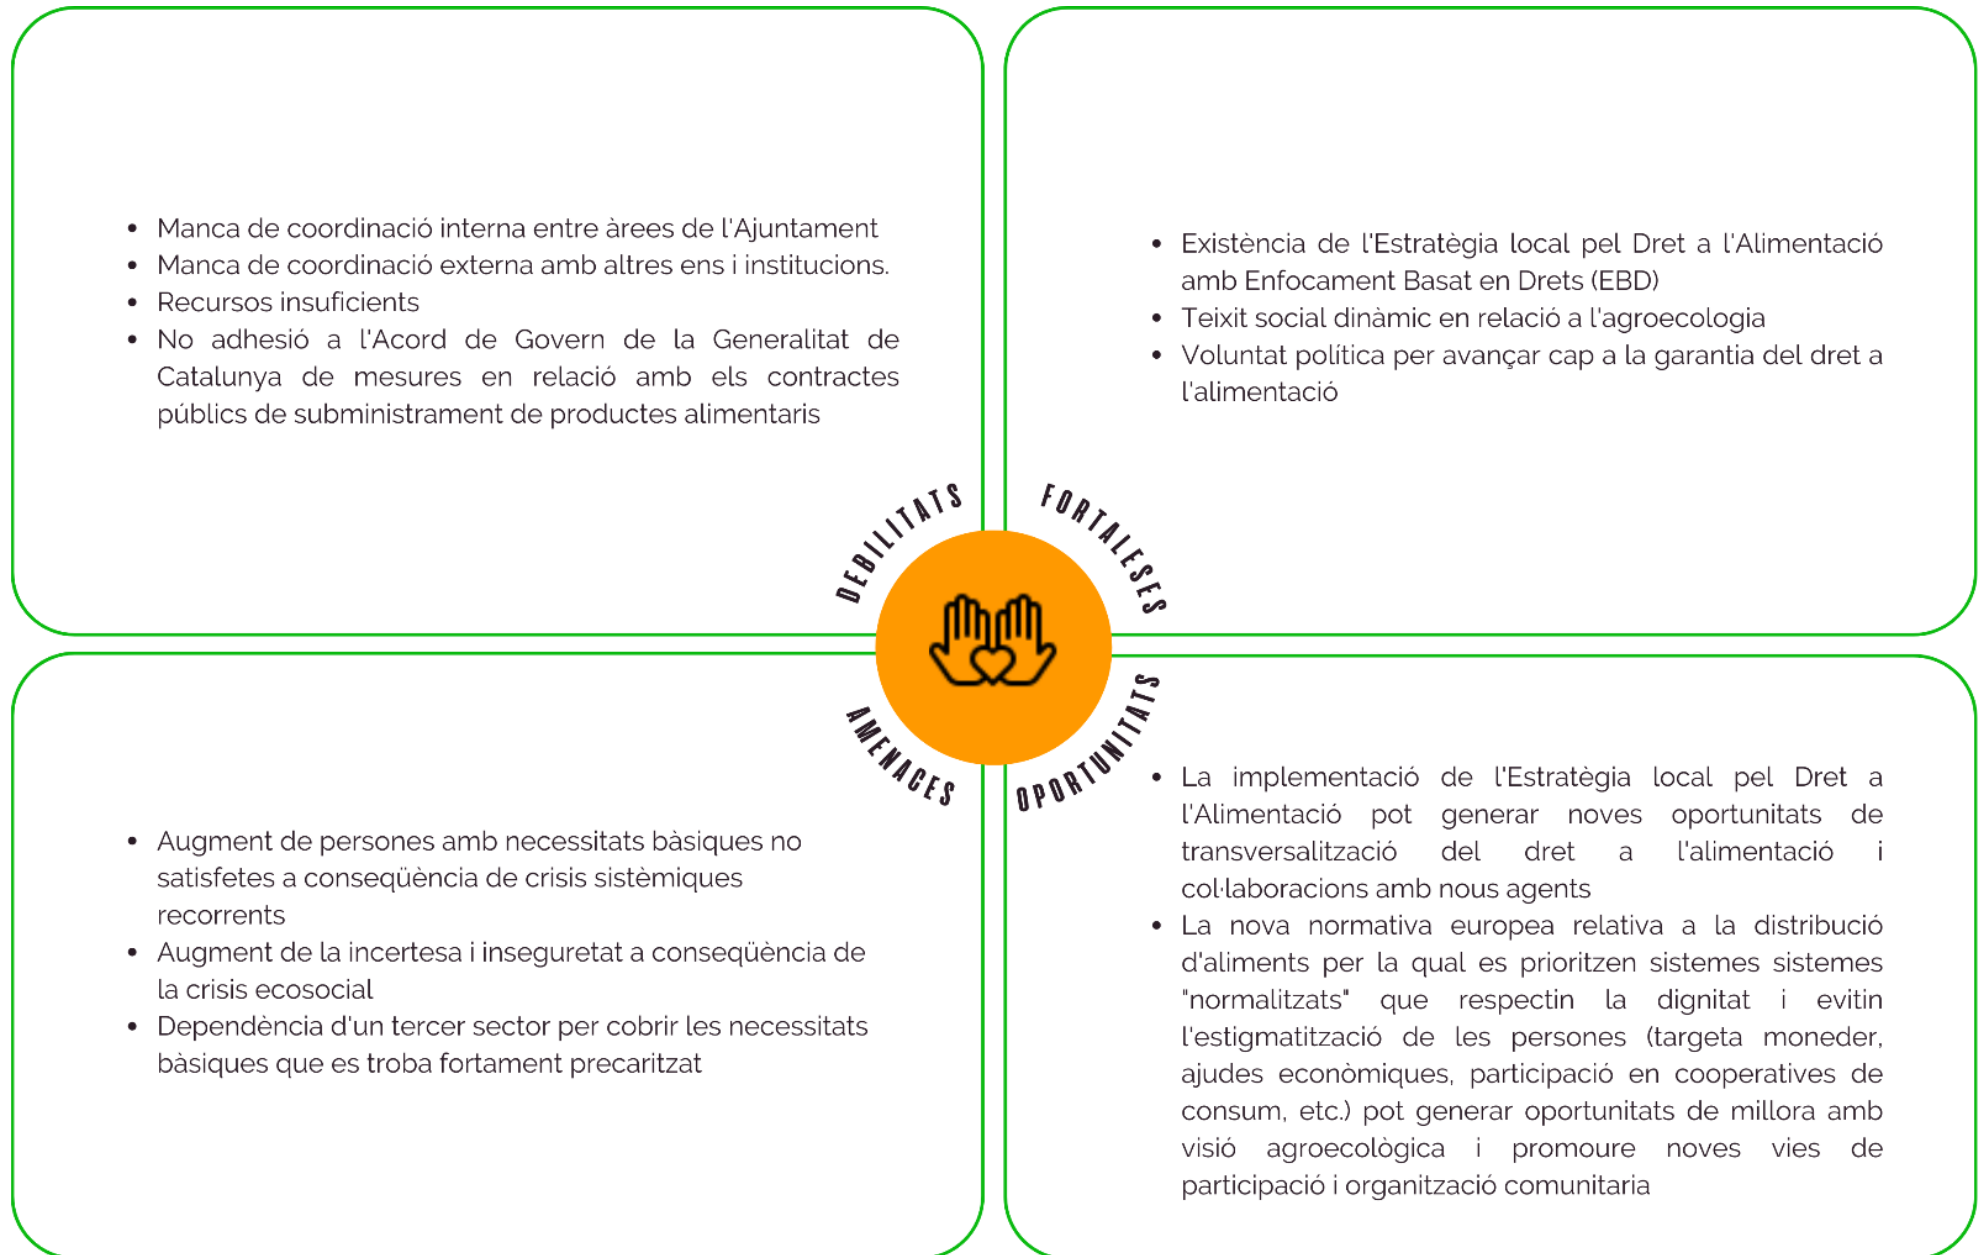 • Manca de coordinació interna entre àrees de l'Ajuntament
• Manca de coordinació externa amb altres ens i institucions.
• Recursos insuficients
• No adhesió a l'Acord de Govern de la Generalitat de
Catalunya de mesures en relació amb els contractes
públics de subministrament de productes alimentaris
DEBILITATS
• Existència de l'Estratègia local pel Dret a l'Alimentació
amb Enfocament Basat en Drets (EBD)
• Teixit social dinàmic en relació a l'agroecologia
• Voluntat política per avançar cap a la garantia del dret a
l'alimentació
FORTALESES
AMENACES
• Augment de persones amb necessitats bàsiques no
satisfetes a conseqüència de crisis sistèmiques
recorrents
• Augment de la incertesa i inseguretat a conseqüència de
la crisis ecosocial
• Dependència d'un tercer sector per cobrir les necessitats
bàsiques que es troba fortament precaritzat
OPORTUNITATS
• La implementació de l'Estratègia local pel Dret a
l'Alimentació pot generar noves oportunitats de
transversalització del dret a l'alimentació i
col·laboracions amb nous agents
• La nova normativa europea relativa a la distribució
d'aliments per la qual es prioritzen sistemes sistemes
"normalitzats" que respectin la dignitat i evitin
l'estigmatització de les persones (targeta moneder,
ajudes econòmiques, participació en cooperatives de
consum, etc.) pot generar oportunitats de millora amb
visió agroecològica i promoure noves vies de
participació i organització comunitaria